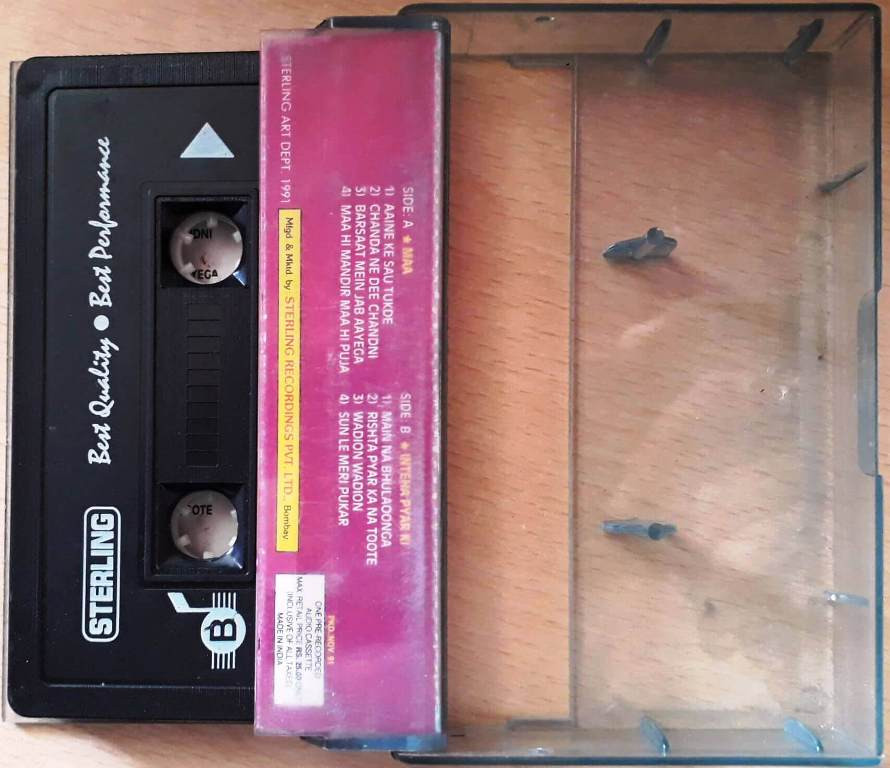 STERLING
Best Quality ● Best Performance
B
DNI
YEGA
OTE
SIDE: A ★ MAA
1) AAINE KE SAU TUKDE
2) CHANDA NE DEE CHANDNI
3) BARSAAT MEIN JAB AAYEGA
4) MAA HI MANDIR MAA HI PUJA
SIDE: B ★ INTEHA PYAR KI
1) MAIN NA BHULAOONGA
2) RISHTA PYAR KA NA TOOTE
3) WADION WADION
4) SUN LE MERI PUKAR
STERLING ART DEPT. 1991
Mfgd & Mktd by: STERLING RECORDINGS PVT. LTD., Bombay.
PKD. NOV. 91
ONE PRE-RECORDED
AUDIO CASSETTE
MAX. RETAIL PRICE RS. 25.00 ONLY
(INCLUSIVE OF ALL TAXES)
MADE IN INDIA